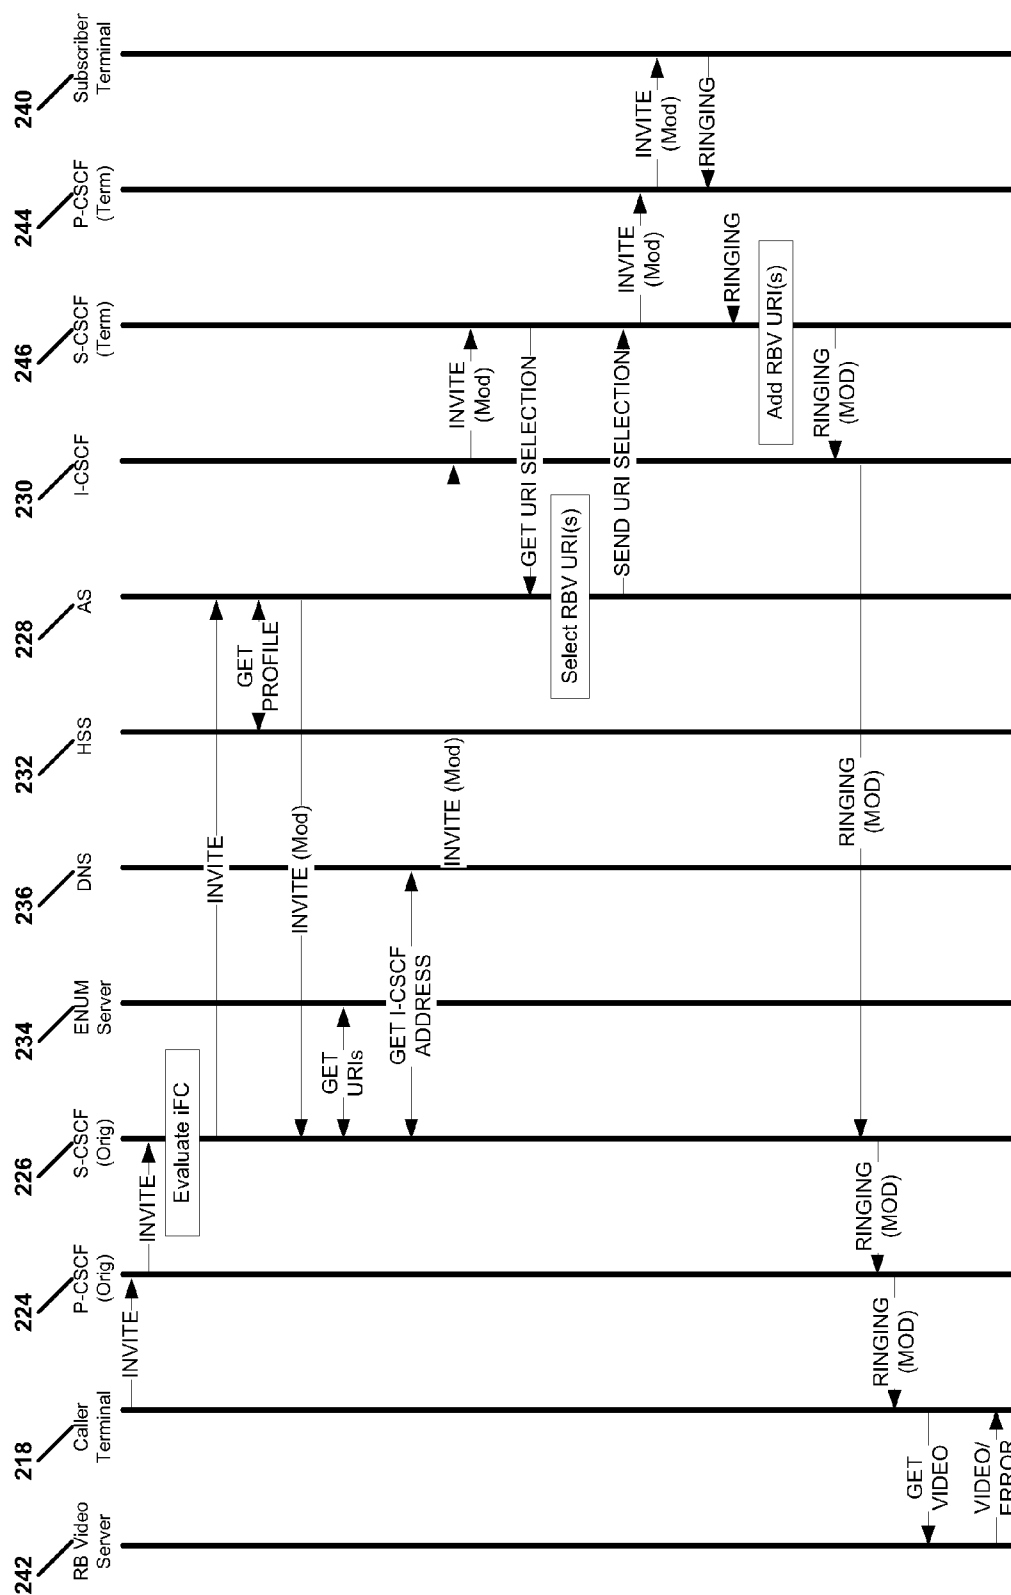 242
RB Video
Server
218
Caller
Terminal
224
P-CSCF
(Orig)
226
S-CSCF
(Orig)
234
ENUM
Server
236
DNS
232
HSS
228
AS
230
I-CSCF
246
S-CSCF
(Term)
244
P-CSCF
(Term)
240
Subscriber
Terminal
INVITE
INVITE
Evaluate iFC
INVITE
GET
PROFILE
INVITE (Mod)
GET
URIs
GET I-CSCF
ADDRESS
INVITE (Mod)
INVITE
(Mod)
GET URI SELECTION
Select RBV URI(s)
SEND URI SELECTION
INVITE
(Mod)
INVITE
(Mod)
RINGING
RINGING
Add RBV URI(s)
RINGING
(MOD)
RINGING
(MOD)
RINGING
(MOD)
RINGING
(MOD)
GET
VIDEO
VIDEO/
ERROR